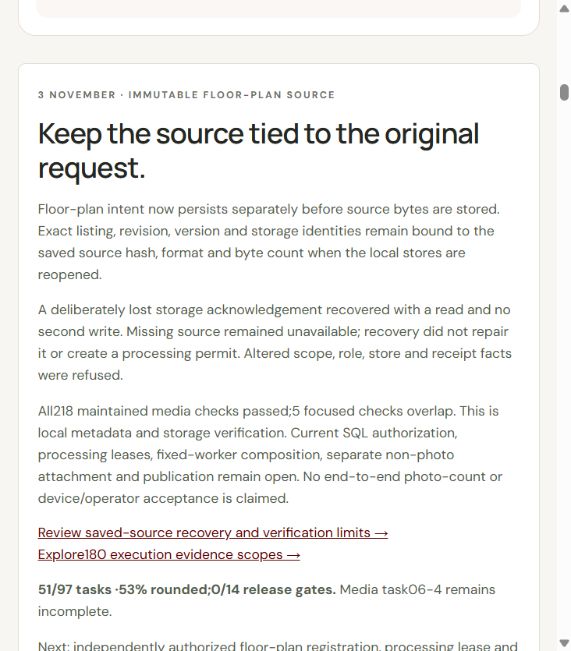 3 NOVEMBER · IMMUTABLE FLOOR-PLAN SOURCE
Keep the source tied to the original
request.
Floor-plan intent now persists separately before source bytes are stored.
Exact listing, revision, version and storage identities remain bound to the
saved source hash, format and byte count when the local stores are
reopened.
A deliberately lost storage acknowledgement recovered with a read and no
second write. Missing source remained unavailable; recovery did not repair
it or create a processing permit. Altered scope, role, store and receipt facts
were refused.
All218 maintained media checks passed;5 focused checks overlap. This is
local metadata and storage verification. Current SQL authorization,
processing leases, fixed-worker composition, separate non-photo
attachment and publication remain open. No end-to-end photo-count or
device/operator acceptance is claimed.
Review saved-source recovery and verification limits →
Explore180 execution evidence scopes →
51/97 tasks ·53% rounded;0/14 release gates. Media task06-4 remains
incomplete.
Next: independently authorized floor-plan registration, processing lease and